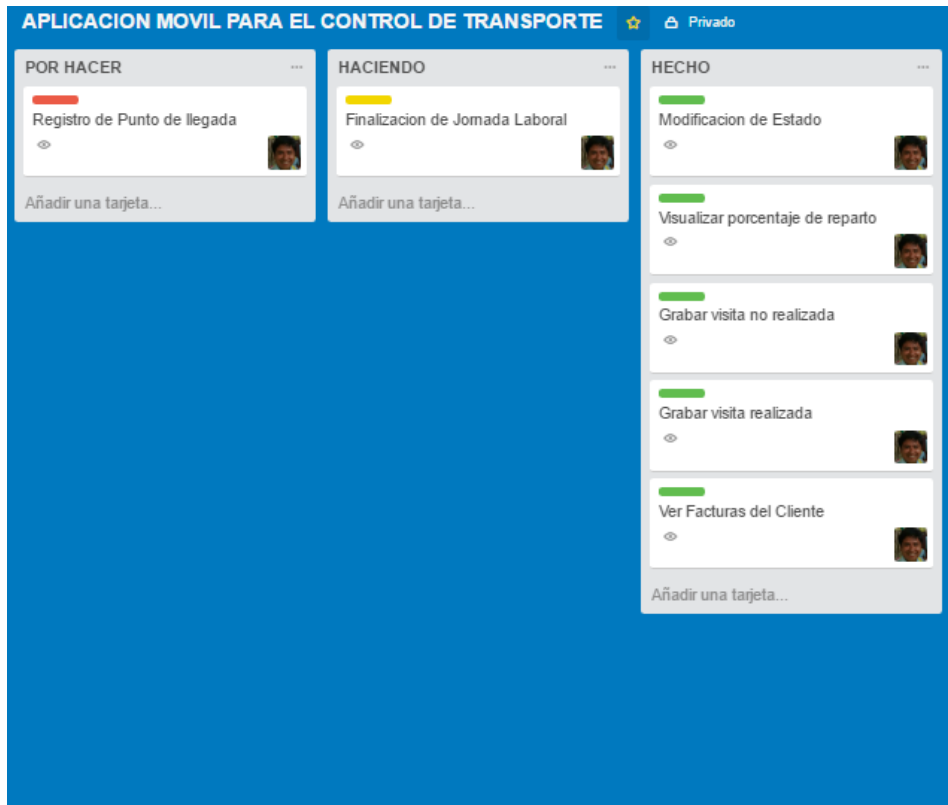 APLICACION MOVIL PARA EL CONTROL DE TRANSPORTE Privado
POR HACER
Registro de Punto de llegada
Añadir una tarjeta...
HACIENDO
Finalizacion de Jornada Laboral
Añadir una tarjeta...
HECHO
Modificacion de Estado
Visualizar porcentaje de reparto
Grabar visita no realizada
Grabar visita realizada
Ver Facturas del Cliente
Añadir una tarjeta...